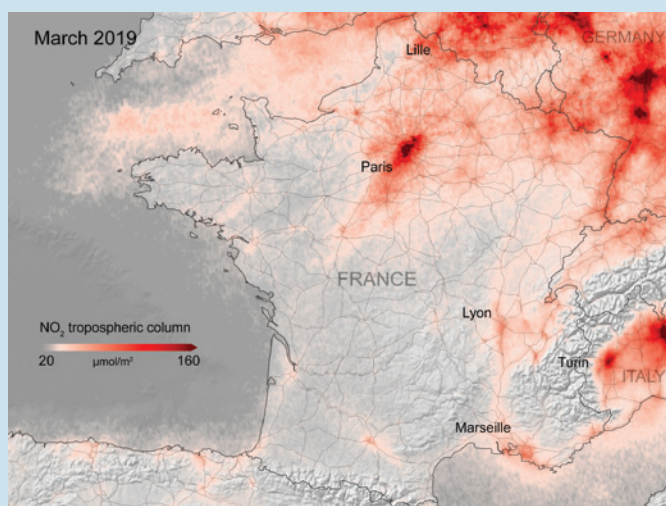 March 2019
Lille
GERMANY
Paris
FRANCE
Lyon
Turin
ITALY
Marseille
NO₂ tropospheric column
20 µmol/m² 160